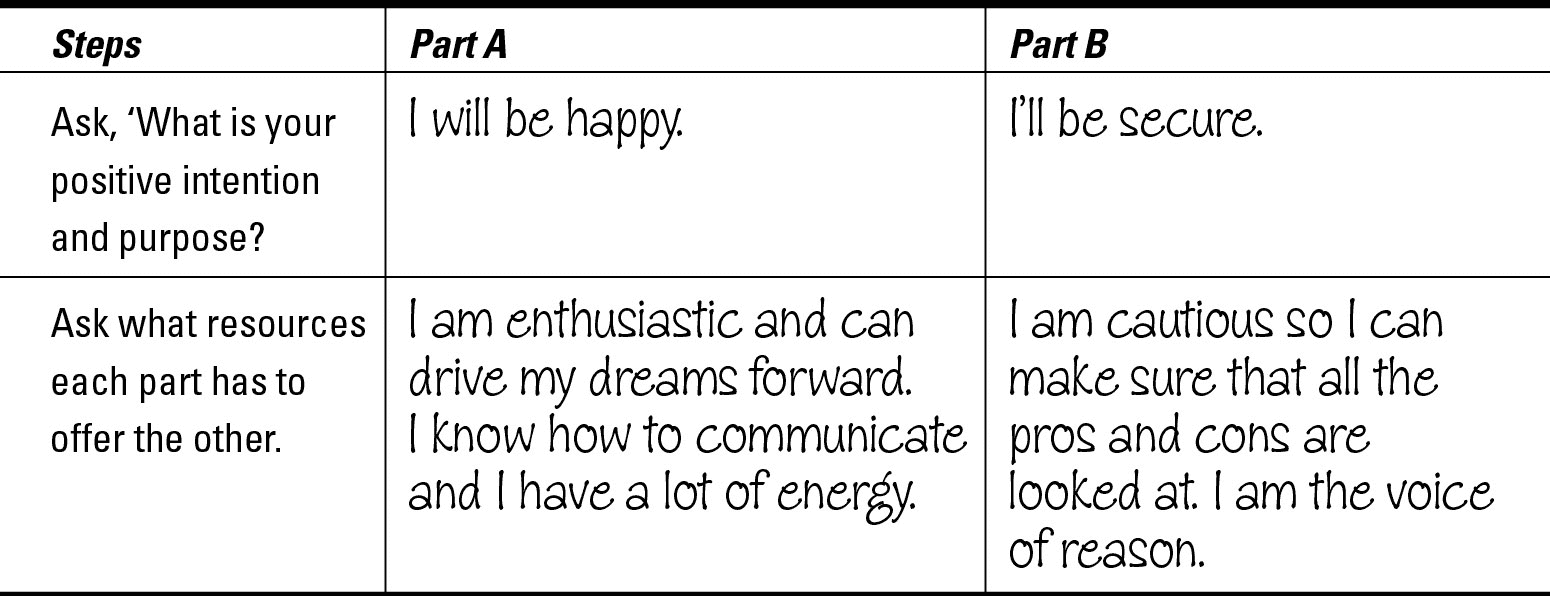 Steps Part A Part B
Ask, ‘What is your
positive intention
and purpose?
I will be happy.
I'll be secure.
Ask what resources
each part has to
offer the other.
I am enthusiastic and can
drive my dreams forward.
I know how to communicate
and I have a lot of energy.
I am cautious so I can
make sure that all the
pros and cons are
looked at. I am the voice
of reason.